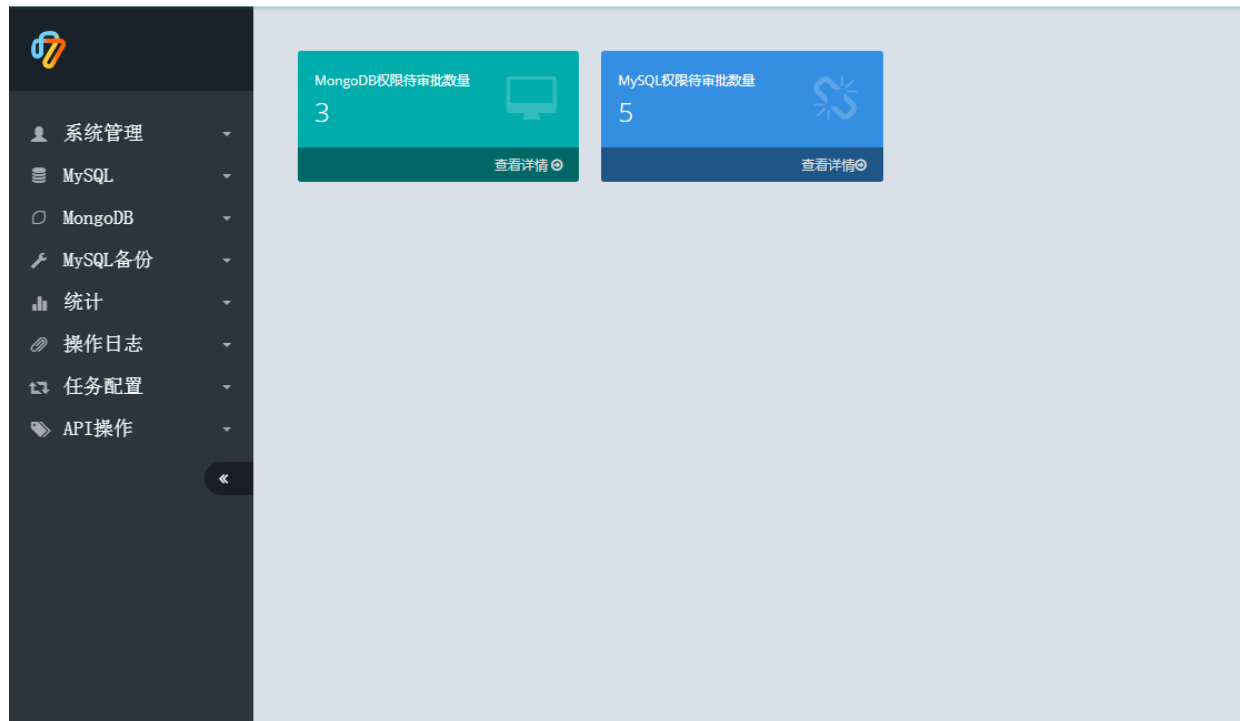 系统管理
MySQL
MongoDB
MySQL备份
统计
操作日志
任务配置
API操作
MongoDB权限待审批数量
3
查看详情
MySQL权限待审批数量
5
查看详情